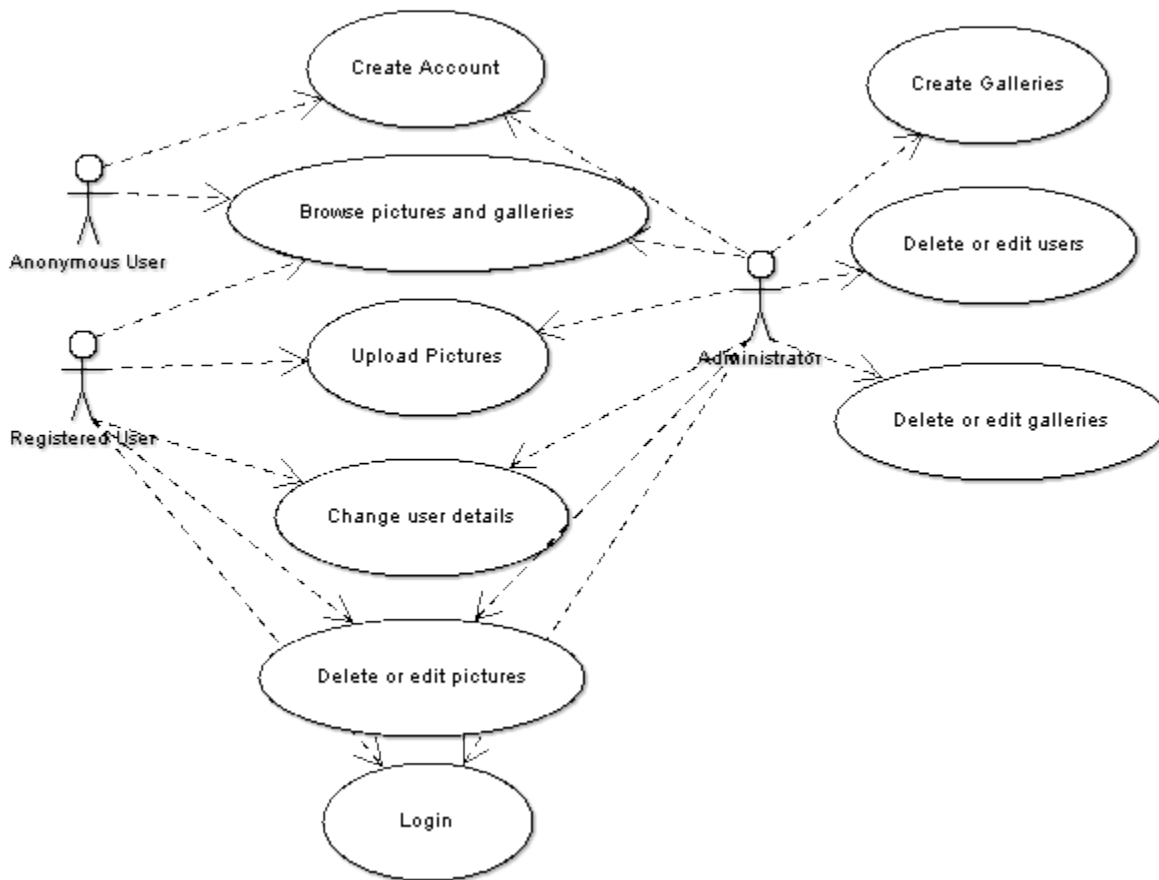 Create Account
Create Galleries
Browse pictures and galleries
Anonymous User
Delete or edit users
Upload Pictures
Administrator
Registered User
Delete or edit galleries
Change user details
Delete or edit pictures
Login